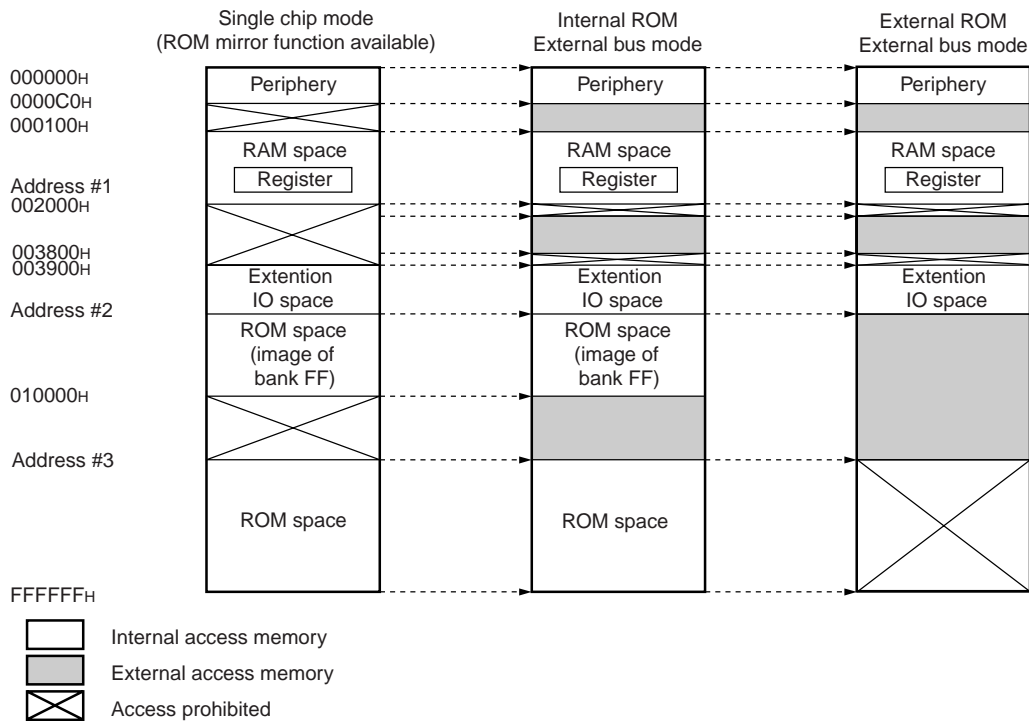 Single chip mode
(ROM mirror function available)
Internal ROM
External bus mode
External ROM
External bus mode
000000H
0000C0H
000100H
Address #1
002000H
003800H
003900H
Address #2
010000H
Address #3
FFFFFFH
Periphery
RAM space
Register
Extention
IO space
ROM space
(image of
bank FF)
ROM space
Periphery
RAM space
Register
Extention
IO space
ROM space
(image of
bank FF)
ROM space
Periphery
RAM space
Register
Extention
IO space
Internal access memory
External access memory
Access prohibited